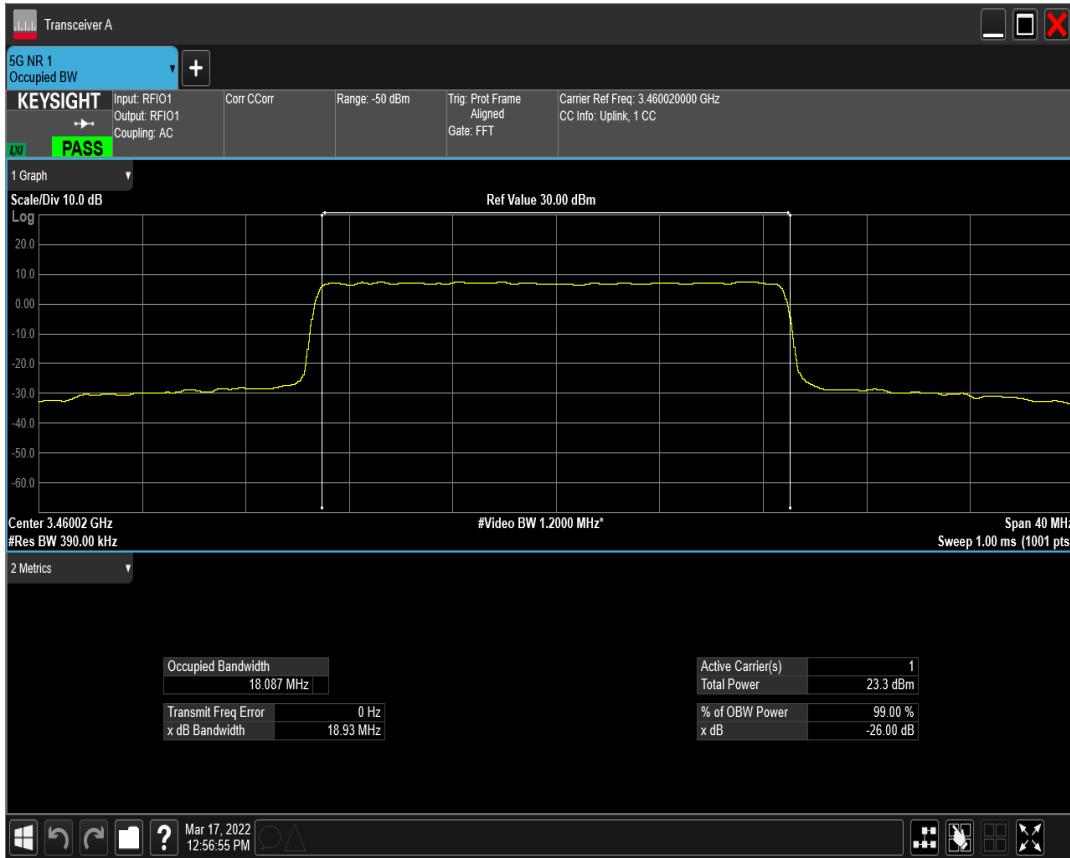 Transceiver A
5G NR 1
Occupied BW
KEYSIGHT
LXI
PASS
Input: RFIO1
Output: RFIO1
Coupling: AC
Corr CCorr
Range: -50 dBm
Trig: Prot Frame
Aligned
Gate: FFT
Carrier Ref Freq: 3.460020000 GHz
CC Info: Uplink, 1 CC
1 Graph
Scale/Div 10.0 dB
Ref Value 30.00 dBm
Log
20.0
10.0
0.00
-10.0
-20.0
-30.0
-40.0
-50.0
-60.0
Center 3.46002 GHz
#Video BW 1.2000 MHz*
Span 40 MHz
#Res BW 390.00 kHz
Sweep 1.00 ms (1001 pts
2 Metrics
Occupied Bandwidth
18.087 MHz
Transmit Freq Error 0 Hz
x dB Bandwidth 18.93 MHz
Active Carrier(s) 1
Total Power 23.3 dBm
% of OBW Power 99.00 %
x dB -26.00 dB
?
Mar 17, 2022
12:56:55 PM